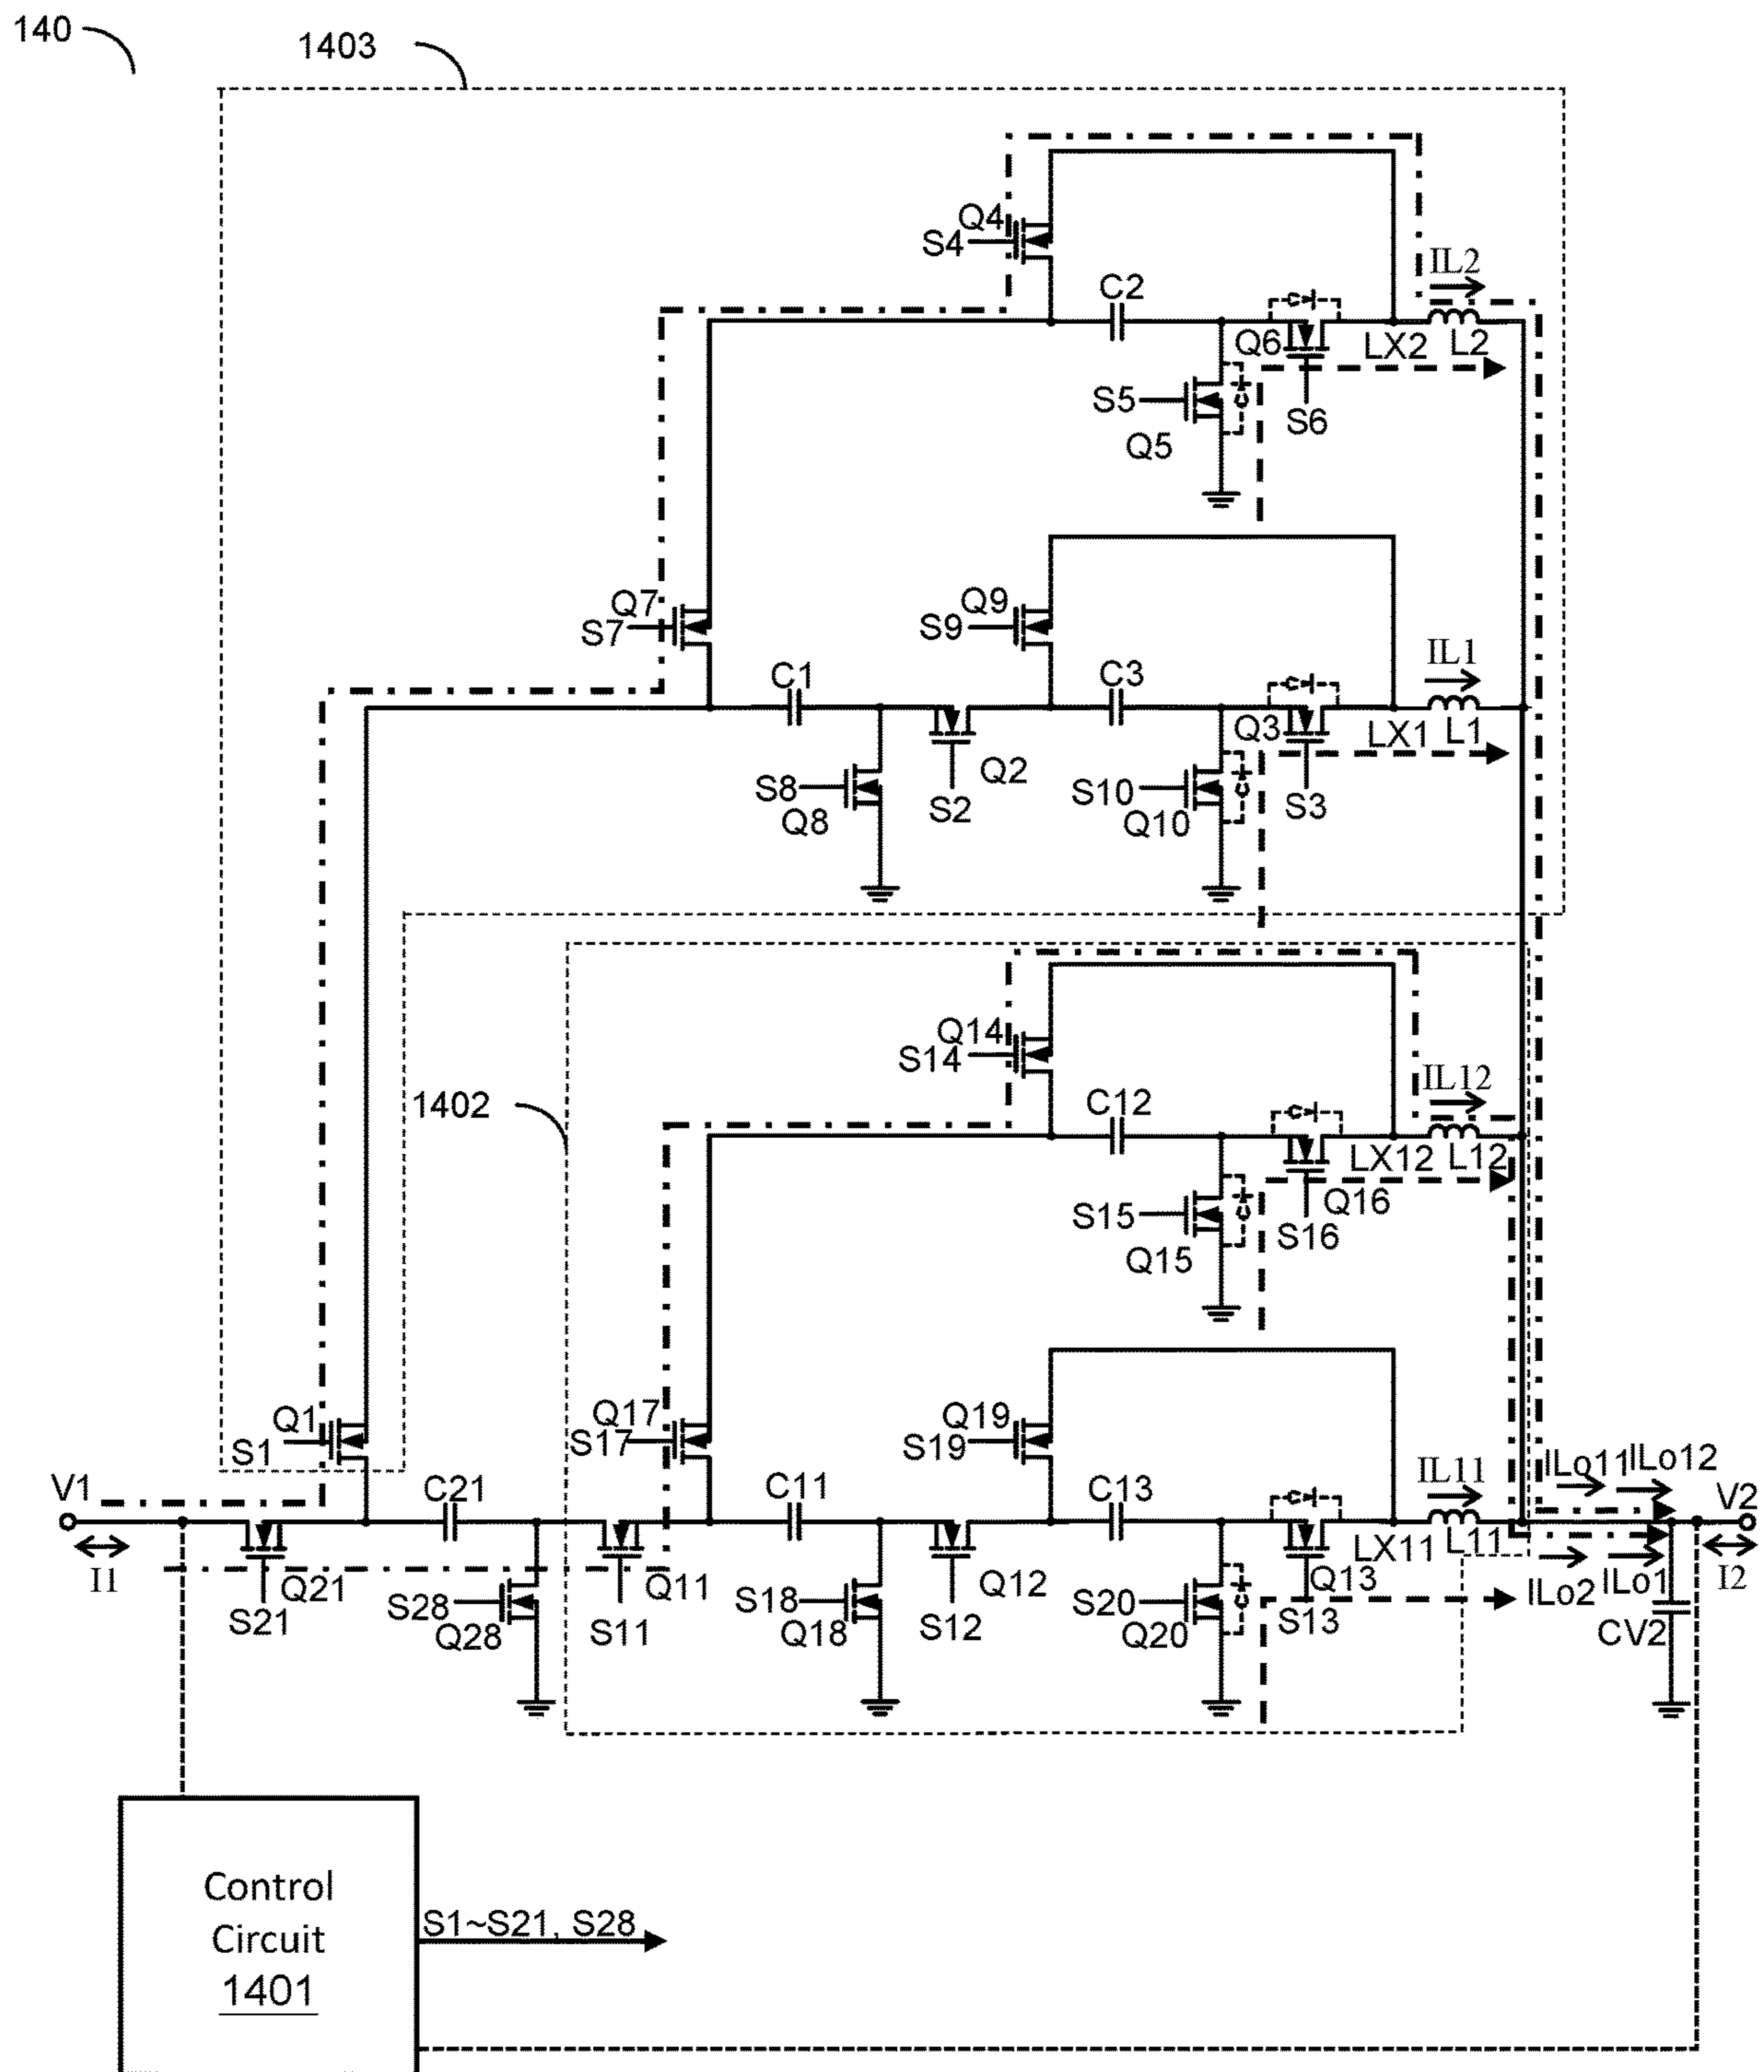 140
1403
Q4
S4
C2
IL2
Q6
LX2
L2
S5
S6
Q5
Q7
S7
Q9
S9
C1
C3
IL1
Q3
LX1
L1
S8
Q8
Q2
S2
S10
Q10
S3
1402
Q14
S14
C12
IL12
LX12
L12
S15
Q16
Q15
S16
Q1
S1
Q17
S17
Q19
S19
V1
C21
C11
C13
IL11
ILo11
ILo12
V2
I1
Q21
S21
S28
Q28
Q11
S11
S18
Q18
Q12
S12
S20
Q20
LX11
L11
Q13
S13
ILo2
ILo1
I2
CV2
Control
Circuit
1401
S1~S21, S28